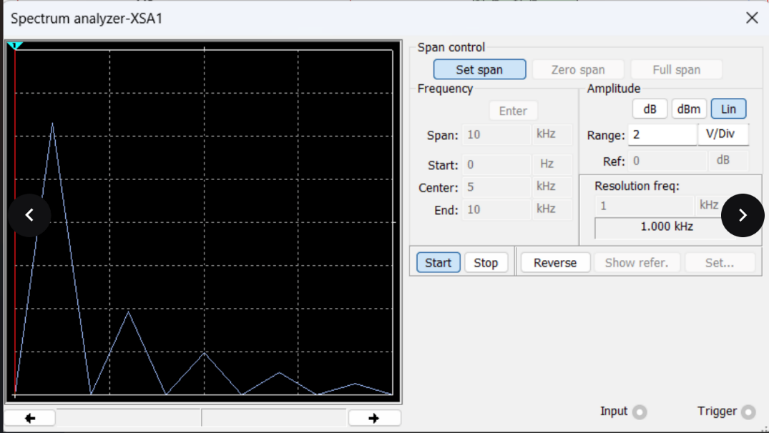 Spectrum analyzer-XSA1
Span control
Set span Zero span Full span
Frequency
Enter
Span: 10 kHz
Start: 0 Hz
Center: 5 kHz
End: 10 kHz
Amplitude
dB dBm Lin
Range: 2 V/Div
Ref: 0 dB
Resolution freq:
1 kHz
1.000 kHz
Start Stop Reverse Show refer. Set...
Input Trigger